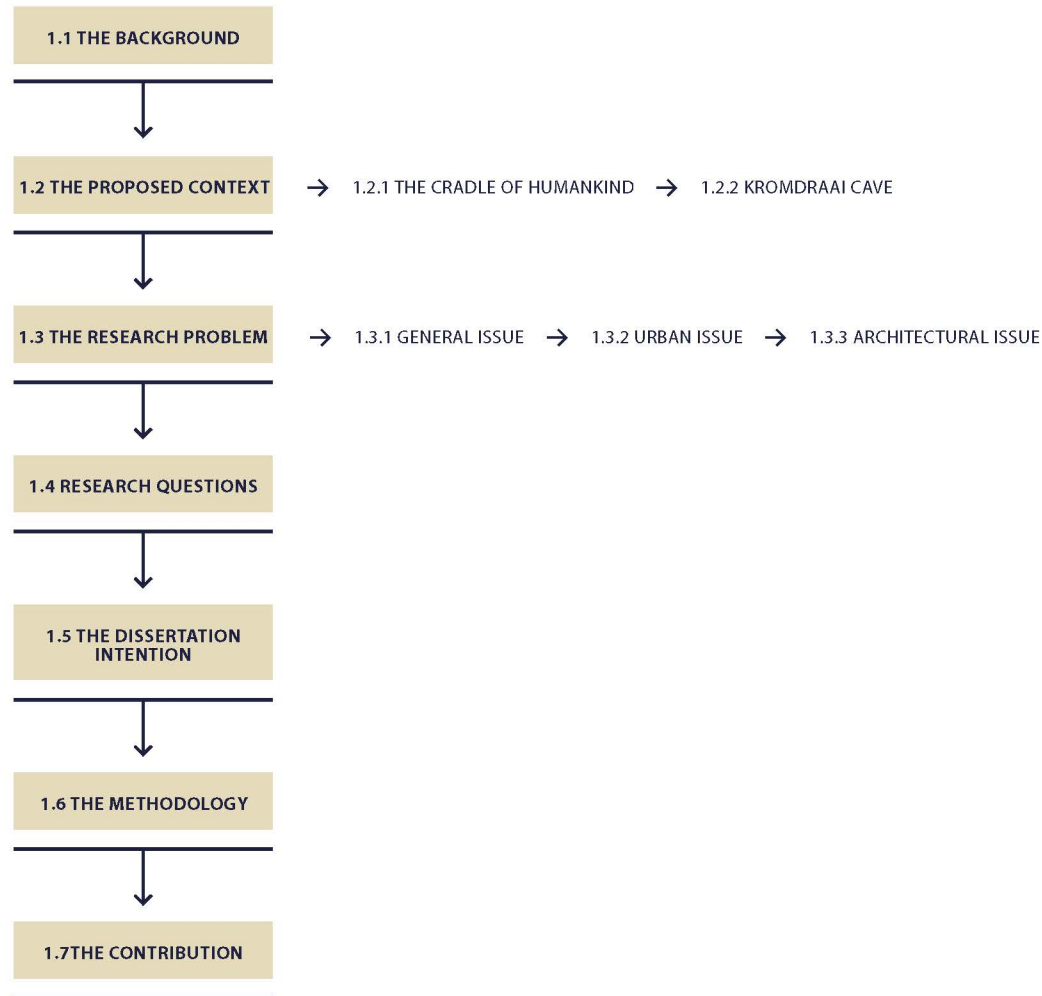 1.1 THE BACKGROUND
1.2 THE PROPOSED CONTEXT → 1.2.1 THE CRADLE OF HUMANKIND → 1.2.2 KROMDRAAI CAVE
1.3 THE RESEARCH PROBLEM → 1.3.1 GENERAL ISSUE → 1.3.2 URBAN ISSUE → 1.3.3 ARCHITECTURAL ISSUE
1.4 RESEARCH QUESTIONS
1.5 THE DISSERTATION
INTENTION
1.6 THE METHODOLOGY
1.7THE CONTRIBUTION